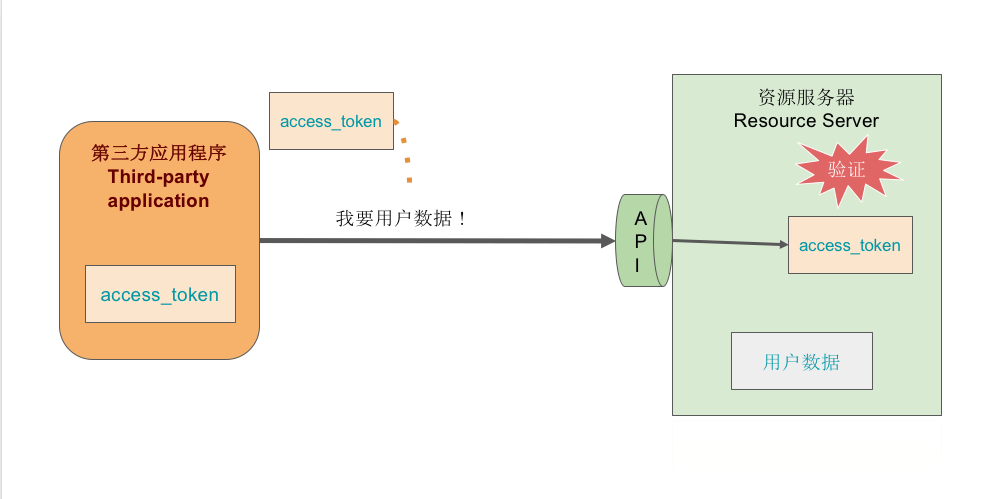 第三方应用程序
Third-party
application
access_token
access_token
我要用户数据！
A
P
I
资源服务器
Resource Server
验证
access_token
用户数据